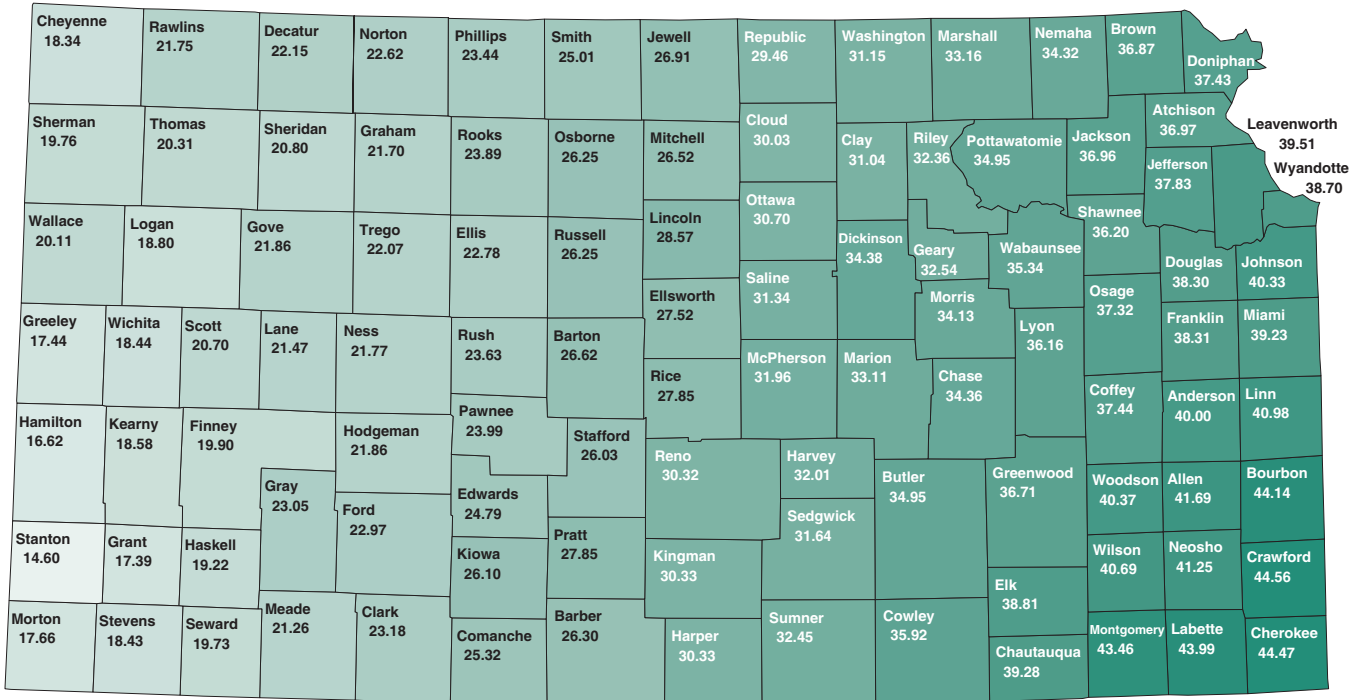 Cheyenne
18.34
Rawlins
21.75
Decatur
22.15
Norton
22.62
Phillips
23.44
Smith
25.01
Jewell
26.91
Republic
29.46
Washington
31.15
Marshall
33.16
Nemaha
34.32
Brown
36.87
Doniphan
37.43
Sherman
19.76
Thomas
20.31
Sheridan
20.80
Graham
21.70
Rooks
23.89
Osborne
26.25
Mitchell
26.52
Cloud
30.03
Clay
31.04
Riley
32.36
Pottawatomie
34.95
Jackson
36.96
Atchison
36.97
Jefferson
37.83
Leavenworth
39.51
Wyandotte
38.70
Wallace
20.11
Logan
18.80
Gove
21.86
Trego
22.07
Ellis
22.78
Russell
26.25
Lincoln
28.57
Ottawa
30.70
Dickinson
34.38
Geary
32.54
Wabaunsee
35.34
Shawnee
36.20
Douglas
38.30
Johnson
40.33
Ellsworth
27.52
Saline
31.34
Morris
34.13
Osage
37.32
Greeley
17.44
Wichita
18.44
Scott
20.70
Lane
21.47
Ness
21.77
Rush
23.63
Barton
26.62
Rice
27.85
McPherson
31.96
Marion
33.11
Chase
34.36
Lyon
36.16
Franklin
38.31
Miami
39.23
Coffey
37.44
Anderson
40.00
Linn
40.98
Hamilton
16.62
Kearny
18.58
Finney
19.90
Hodgeman
21.86
Pawnee
23.99
Stafford
26.03
Reno
30.32
Harvey
32.01
Butler
34.95
Greenwood
36.71
Woodson
40.37
Allen
41.69
Bourbon
44.14
Gray
23.05
Ford
22.97
Edwards
24.79
Sedgwick
31.64
Stanton
14.60
Grant
17.39
Haskell
19.22
Kiowa
26.10
Pratt
27.85
Kingman
30.33
Elk
38.81
Wilson
40.69
Neosho
41.25
Crawford
44.56
Morton
17.66
Stevens
18.43
Seward
19.73
Meade
21.26
Clark
23.18
Comanche
25.32
Barber
26.30
Harper
30.33
Sumner
32.45
Cowley
35.92
Chautauqua
39.28
Montgomery
43.46
Labette
43.99
Cherokee
44.47